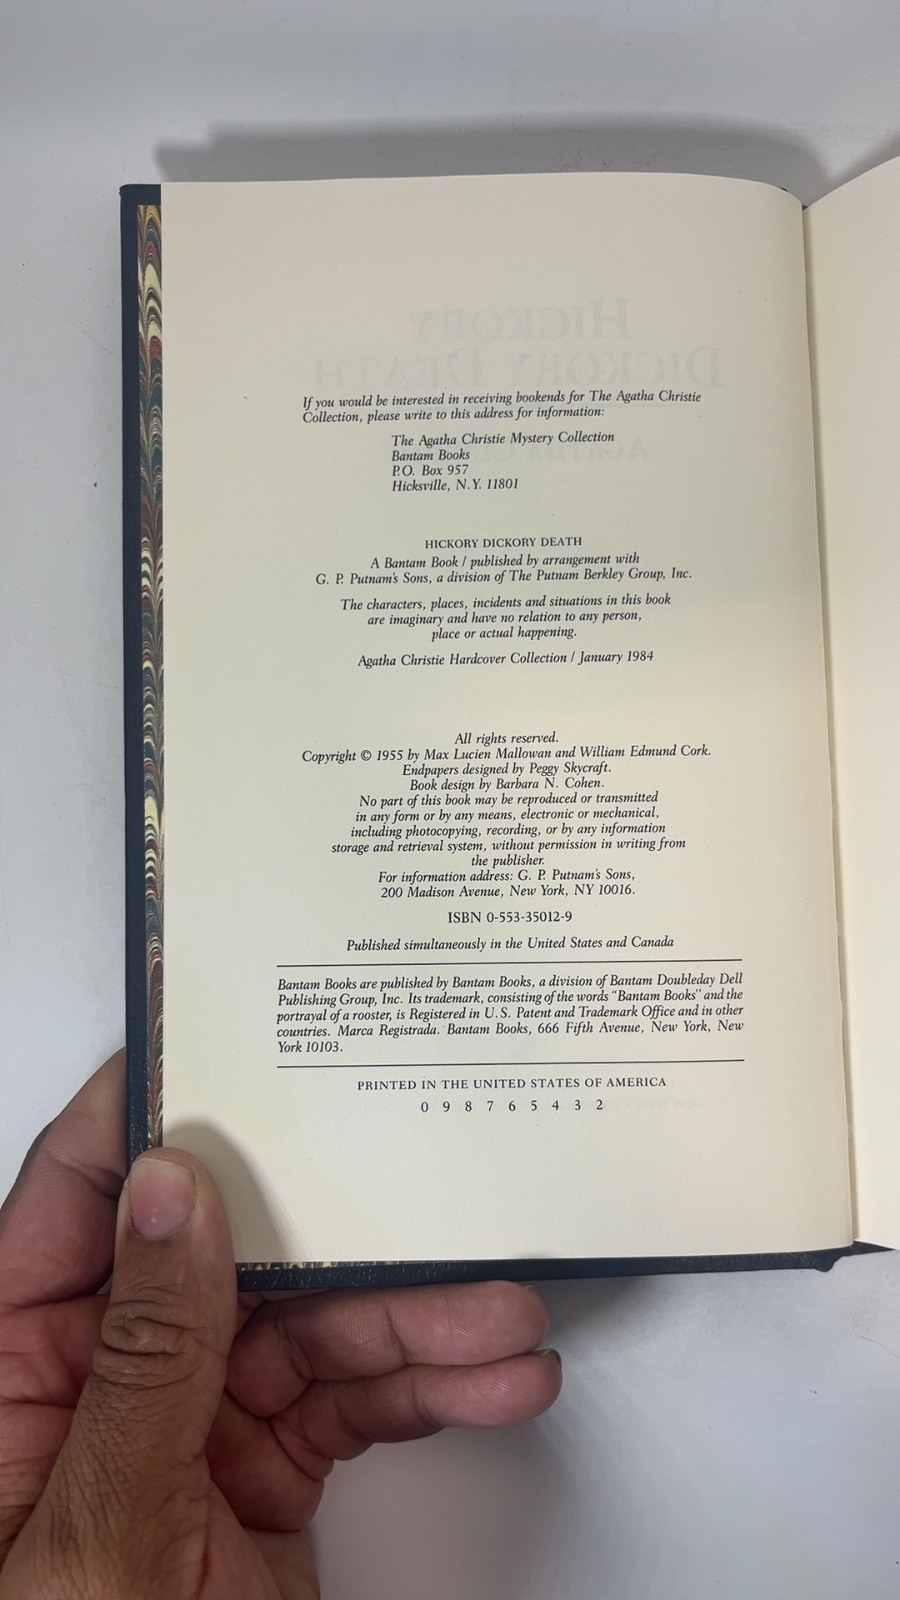 HICKORY
DICKORY DEATH
If you would be interested in receiving bookends for The Agatha Christie
Collection, please write to this address for information:
The Agatha Christie Mystery Collection
Bantam Books
P.O. Box 957
Hicksville, N.Y. 11801
HICKORY DICKORY DEATH
A Bantam Book / published by arrangement with
G. P. Putnam's Sons, a division of The Putnam Berkley Group, Inc.
The characters, places, incidents and situations in this book
are imaginary and have no relation to any person,
place or actual happening.
Agatha Christie Hardcover Collection / January 1984
All rights reserved.
Copyright © 1955 by Max Lucien Mallowan and William Edmund Cork.
Endpapers designed by Peggy Skycraft.
Book design by Barbara N. Cohen.
No part of this book may be reproduced or transmitted
in any form or by any means, electronic or mechanical,
including photocopying, recording, or by any information
storage and retrieval system, without permission in writing from
the publisher.
For information address: G. P. Putnam's Sons,
200 Madison Avenue, New York, NY 10016.
ISBN 0-553-35012-9
Published simultaneously in the United States and Canada
Bantam Books are published by Bantam Books, a division of Bantam Doubleday Dell
Publishing Group, Inc. Its trademark, consisting of the words "Bantam Books" and the
portrayal of a rooster, is Registered in U.S. Patent and Trademark Office and in other
countries. Marca Registrada. Bantam Books, 666 Fifth Avenue, New York, New
York 10103.
PRINTED IN THE UNITED STATES OF AMERICA
0 9 8 7 6 5 4 3 2